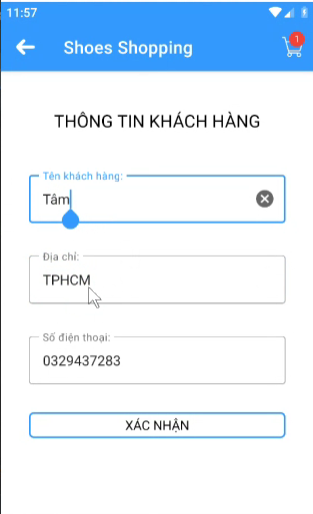 11:57
Shoes Shopping
1
THÔNG TIN KHÁCH HÀNG
Tên khách hàng:
Tâm
Địa chỉ:
TPHCM
Số điện thoại:
0329437283
XÁC NHẬN